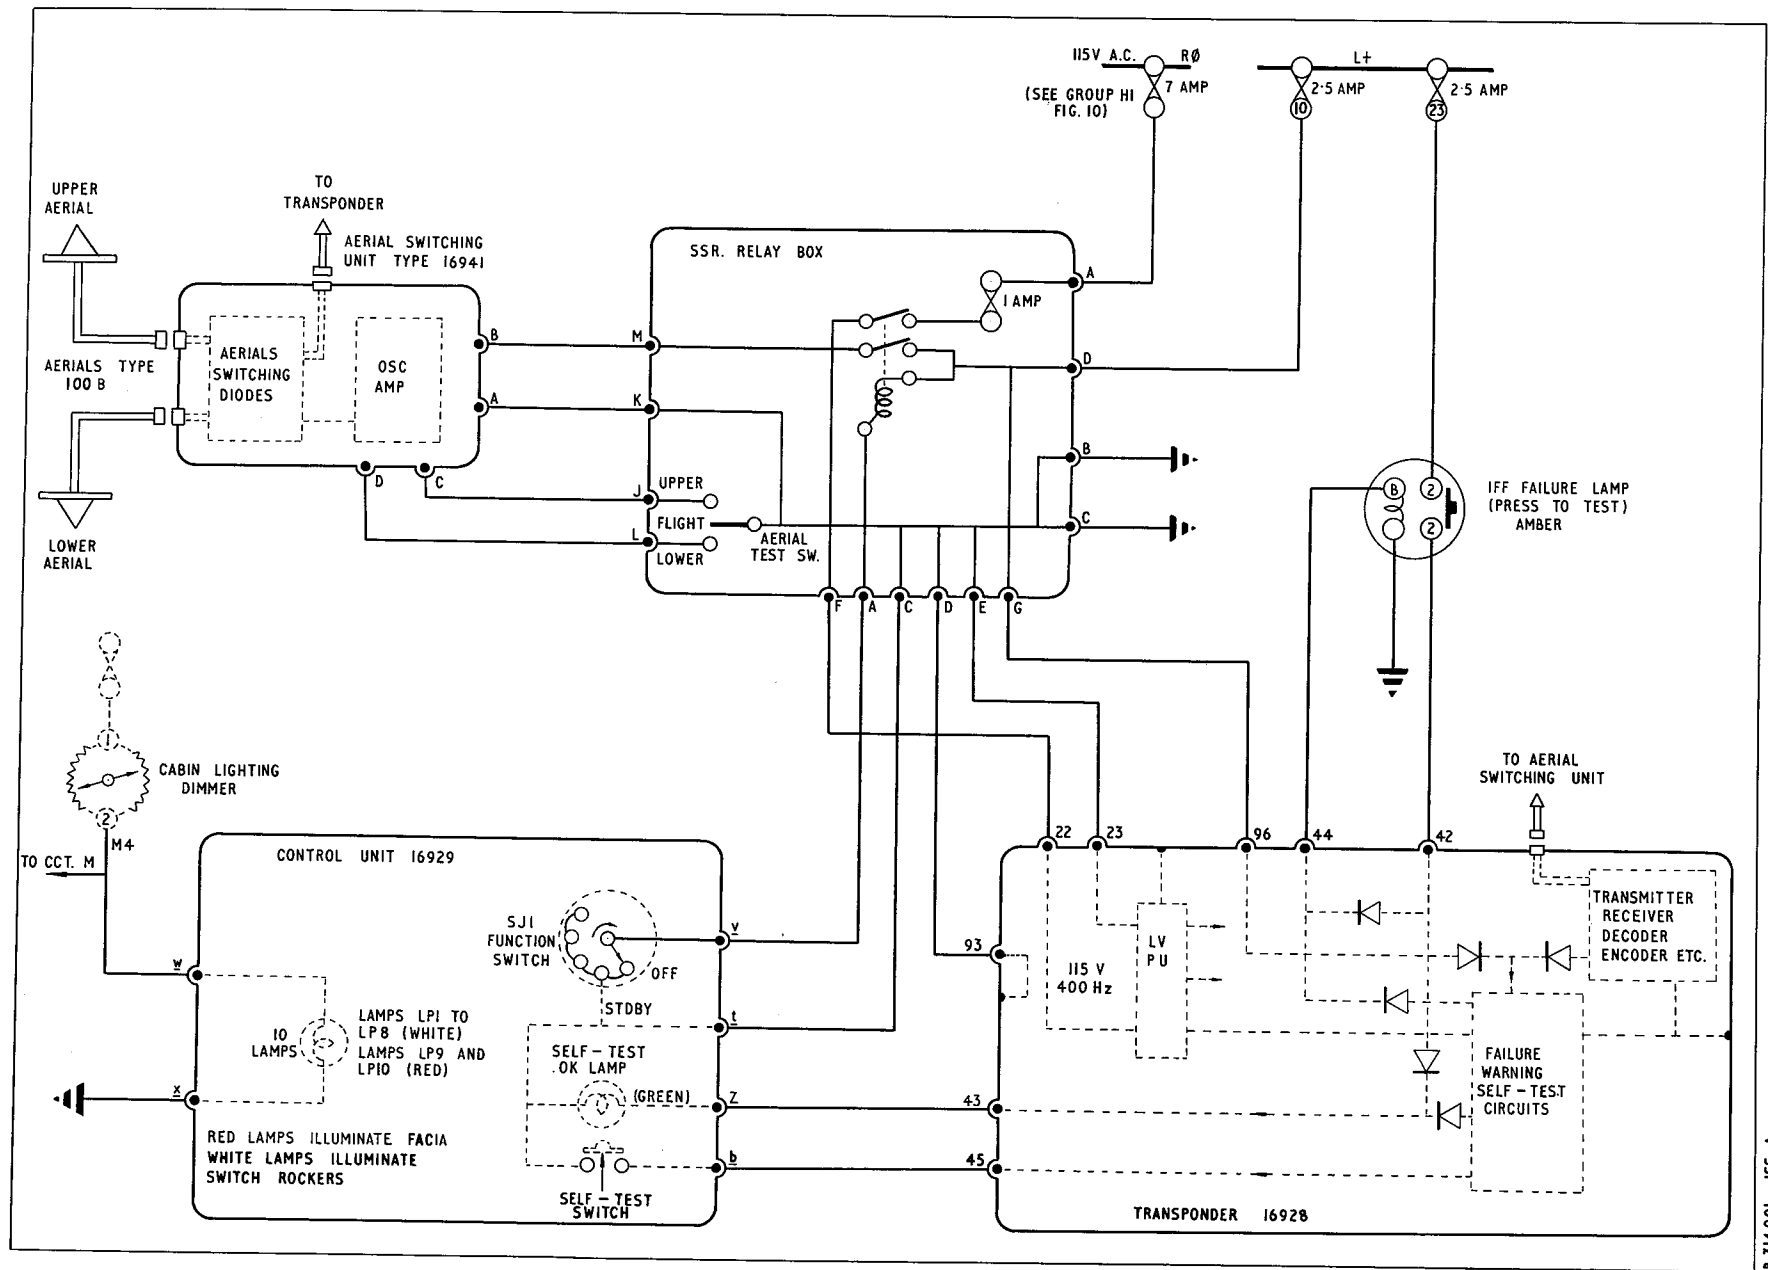 115V A.C. RØ
L+
7 AMP
(SEE GROUP H1
FIG. 10)
2·5 AMP
10
2·5 AMP
23
UPPER
AERIAL
TO
TRANSPONDER
AERIAL SWITCHING
UNIT TYPE 16941
AERIALS TYPE
100 B
AERIALS
SWITCHING
DIODES
OSC
AMP
B
A
D
C
LOWER
AERIAL
SSR. RELAY BOX
1 AMP
A
M
D
K
B
J
UPPER
FLIGHT
C
L
LOWER
AERIAL
TEST SW.
F
A
C
D
E
G
B
2
2
IFF FAILURE LAMP
(PRESS TO TEST)
AMBER
1
CABIN LIGHTING
DIMMER
2
M4
TO CCT. M
CONTROL UNIT 16929
SJ1
FUNCTION
SWITCH
OFF
STDBY
v
w
t
10
LAMPS
LAMPS LP1 TO
LP8 (WHITE)
LAMPS LP9 AND
LP10 (RED)
SELF-TEST
.OK LAMP
(GREEN)
x
Z
b
RED LAMPS ILLUMINATE FACIA
WHITE LAMPS ILLUMINATE
SWITCH ROCKERS
SELF-TEST
SWITCH
TO AERIAL
SWITCHING UNIT
22
23
96
44
42
93
115 V
400 Hz
LV
PU
TRANSMITTER
RECEIVER
DECODER
ENCODER ETC.
FAILURE
WARNING
SELF-TEST
CIRCUITS
43
45
TRANSPONDER 16928